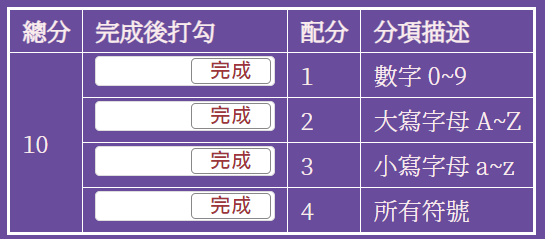 總分 完成後打勾 配分 分項描述
10 完成 1 數字 0~9
完成 2 大寫字母 A~Z
完成 3 小寫字母 a~z
完成 4 所有符號